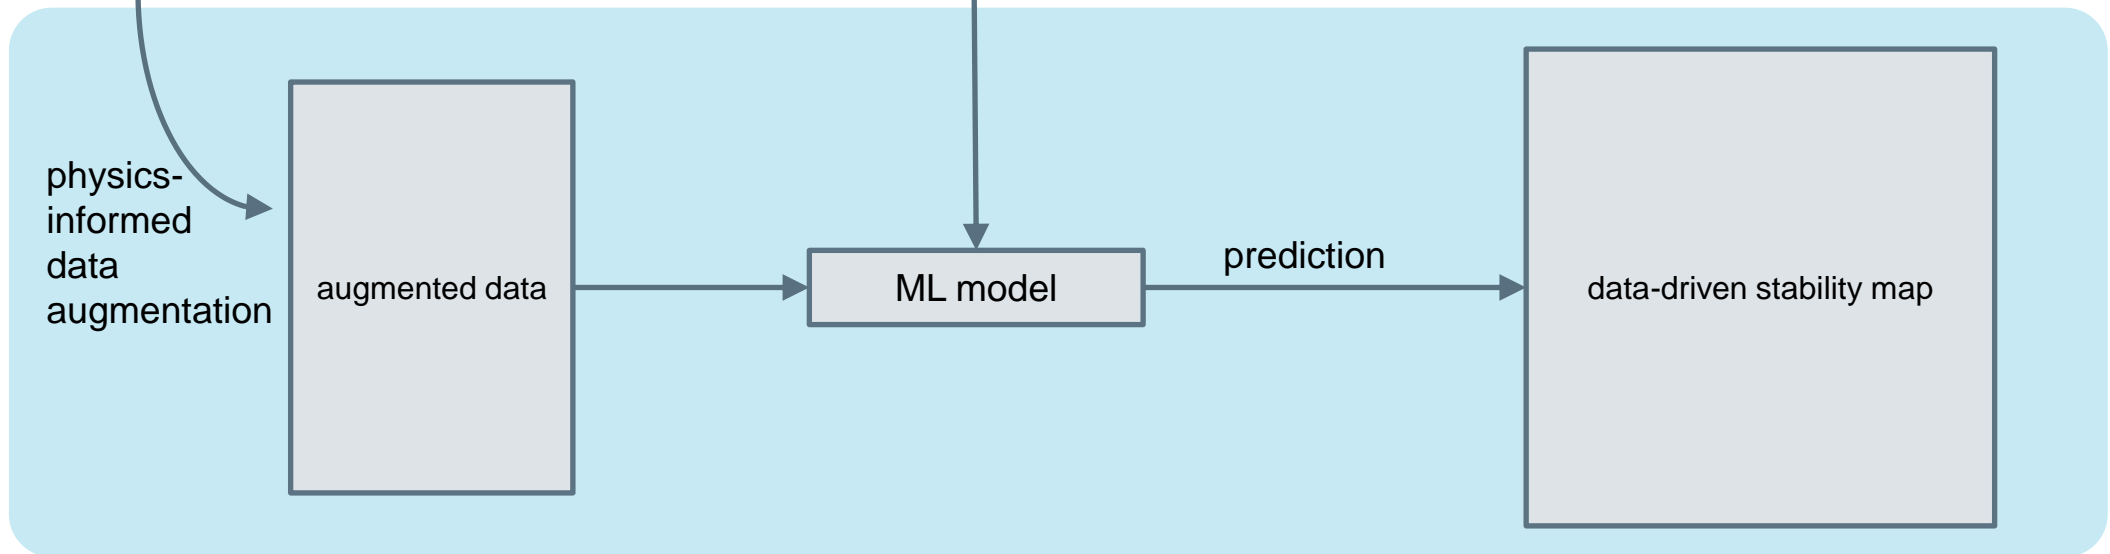 physics-
informed
data
augmentation
augmented data
ML model
prediction
data-driven stability map